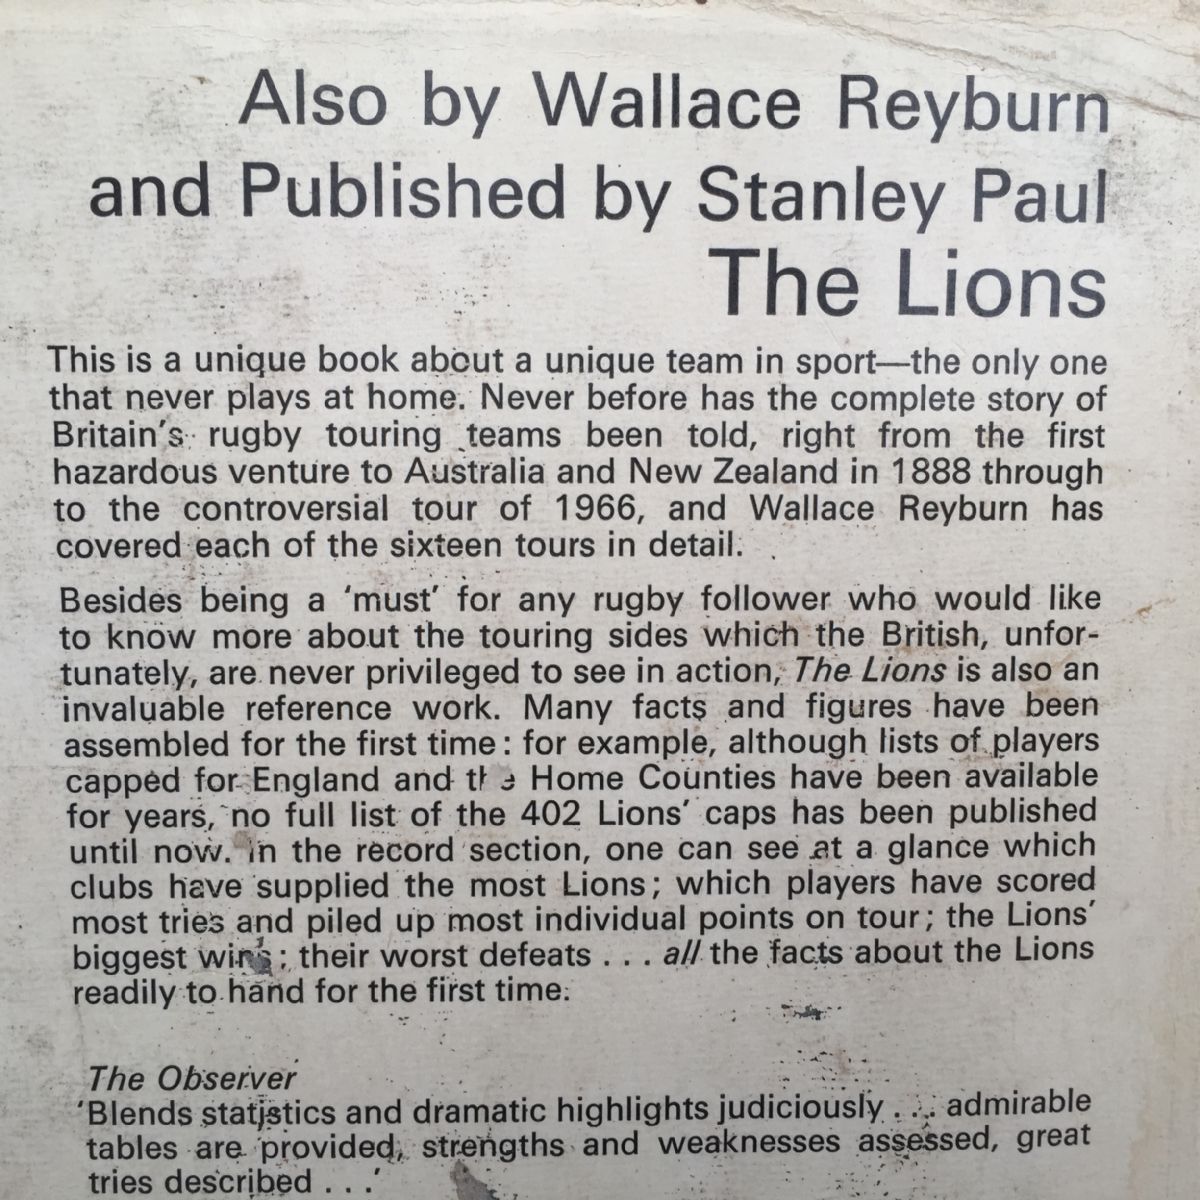 Also by Wallace Reyburn
and Published by Stanley Paul
The Lions
This is a unique book about a unique team in sport—the only one
that never plays at home. Never before has the complete story of
Britain's rugby touring teams been told, right from the first
hazardous venture to Australia and New Zealand in 1888 through
to the controversial tour of 1966, and Wallace Reyburn has
covered each of the sixteen tours in detail.
Besides being a 'must' for any rugby follower who would like
to know more about the touring sides which the British, unfor-
tunately, are never privileged to see in action, The Lions is also an
invaluable reference work. Many facts and figures have been
assembled for the first time: for example, although lists of players
capped for England and the Home Counties have been available
for years, no full list of the 402 Lions' caps has been published
until now. In the record section, one can see at a glance which
clubs have supplied the most Lions; which players have scored
most tries and piled up most individual points on tour; the Lions'
biggest wins; their worst defeats . . . all the facts about the Lions
readily to hand for the first time.
The Observer
'Blends statistics and dramatic highlights judiciously . . . admirable
tables are provided, strengths and weaknesses assessed, great
tries described . . .'